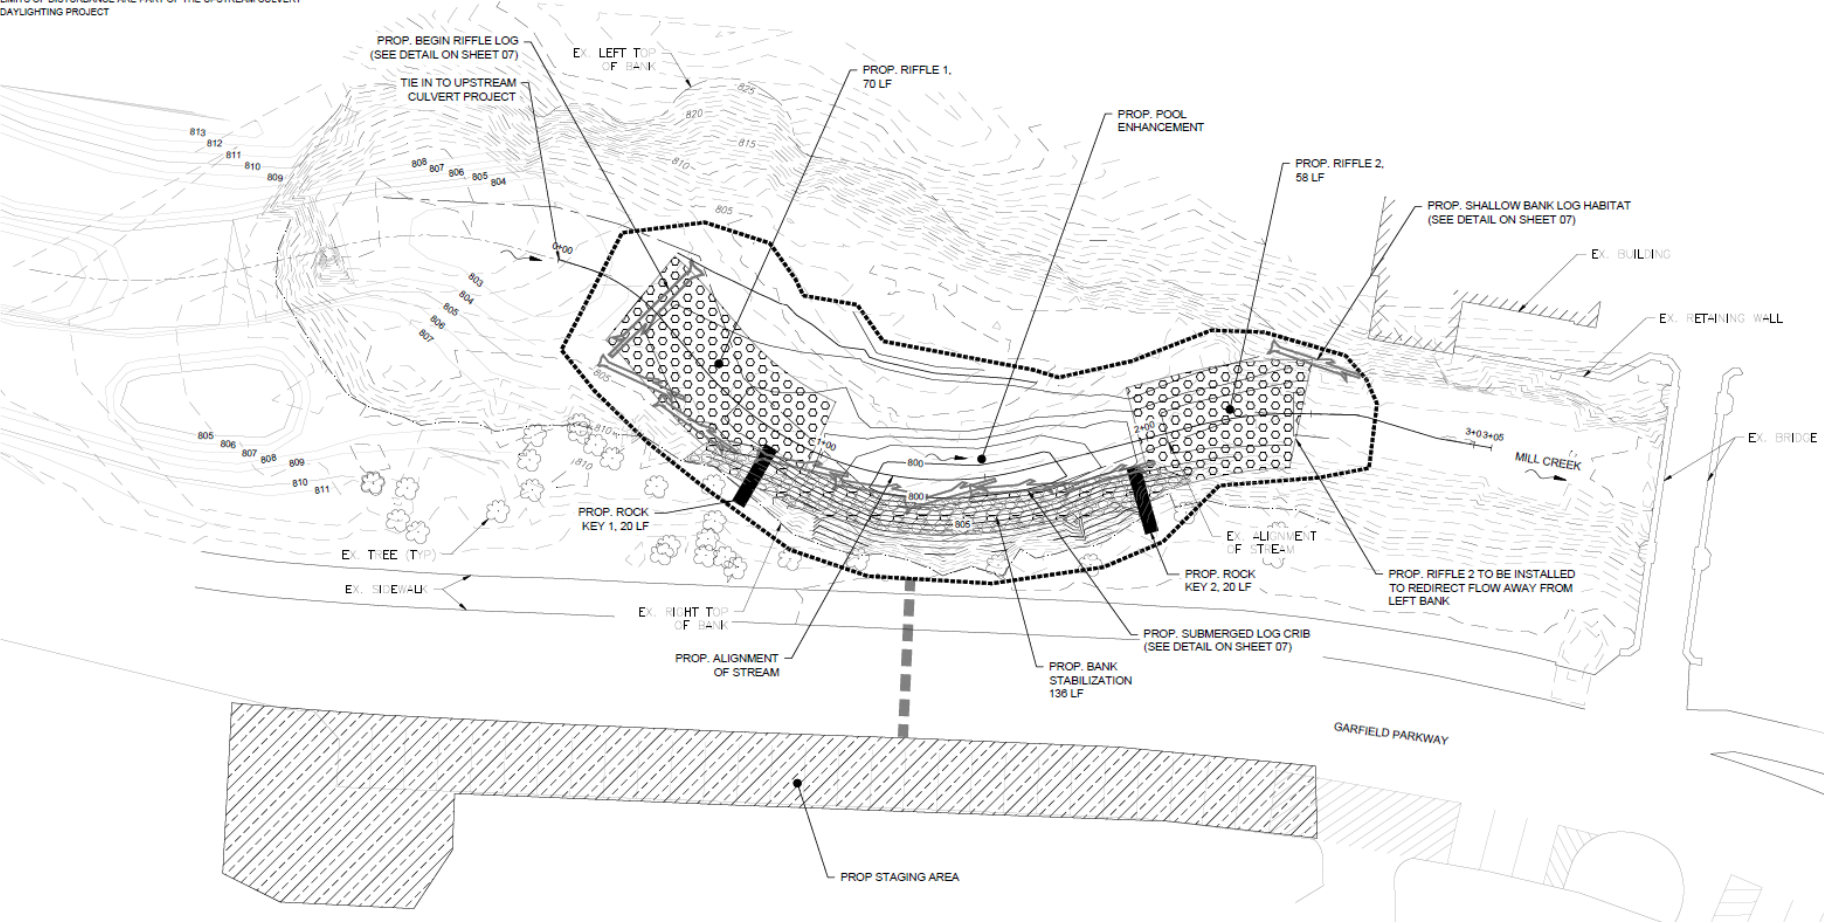 DAYLIGHTING PROJECT
PROP. BEGIN RIFFLE LOG
(SEE DETAIL ON SHEET 07)
TIE IN TO UPSTREAM
CULVERT PROJECT
EX. LEFT TOP
OF BANK
PROP. RIFFLE 1,
70 LF
PROP. POOL
ENHANCEMENT
PROP. RIFFLE 2,
58 LF
PROP. SHALLOW BANK LOG HABITAT
(SEE DETAIL ON SHEET 07)
EX. BUILDING
EX. RETAINING WALL
EX. BRIDGE
825
820
815
810
805
813
812
811
810
809
808
807
806
805
804
0+00
803
804
805
806
807
805
810
810
1+00
800
800
805
2+00
3+03+05
MILL CREEK
805
806
807
808
809
810
811
PROP. ROCK
KEY 1, 20 LF
EX. TREE (TYP)
EX. SIDEWALK
EX. RIGHT TOP
OF BANK
PROP. ALIGNMENT
OF STREAM
EX. ALIGNMENT
OF STREAM
PROP. ROCK
KEY 2, 20 LF
PROP. RIFFLE 2 TO BE INSTALLED
TO REDIRECT FLOW AWAY FROM
LEFT BANK
PROP. SUBMERGED LOG CRIB
(SEE DETAIL ON SHEET 07)
PROP. BANK
STABILIZATION
136 LF
GARFIELD PARKWAY
PROP STAGING AREA